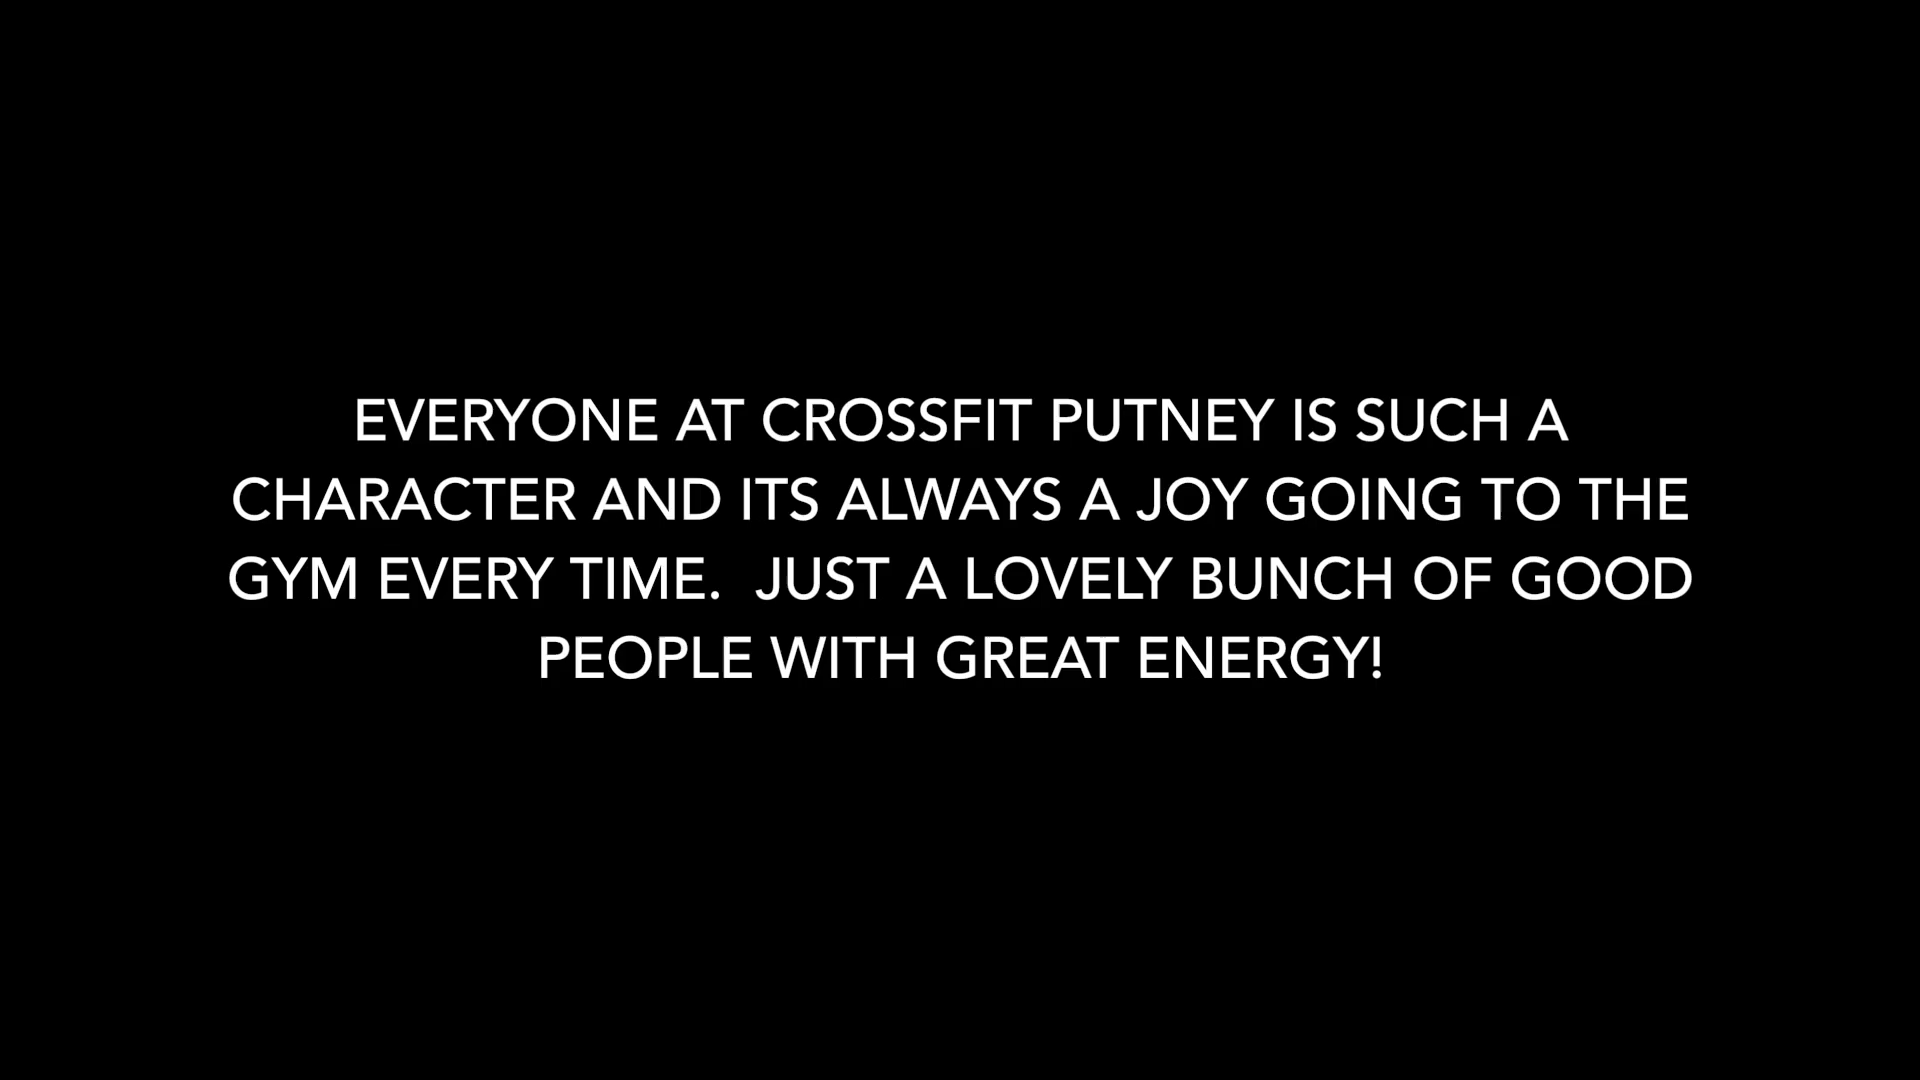 EVERYONE AT CROSSFIT PUTNEY IS SUCH A
CHARACTER AND ITS ALWAYS A JOY GOING TO THE
GYM EVERY TIME.  JUST A LOVELY BUNCH OF GOOD
PEOPLE WITH GREAT ENERGY!